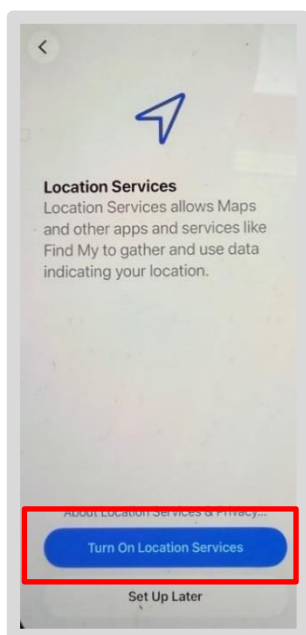 Location Services
Location Services allows Maps
and other apps and services like
Find My to gather and use data
indicating your location.
About Location Services & Privacy...
Turn On Location Services
Set Up Later